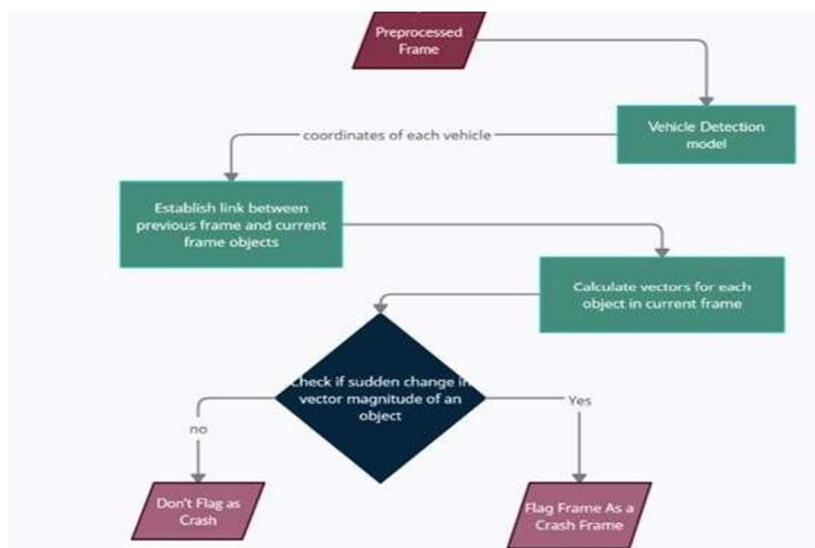 Preprocessed
Frame
Vehicle Detection
model
coordinates of each vehicle
Establish link between
previous frame and current
frame objects
Calculate vectors for each
object in current frame
Check if sudden change in
vector magnitude of an
object
no
Yes
Don't Flag as
Crash
Flag Frame As a
Crash Frame